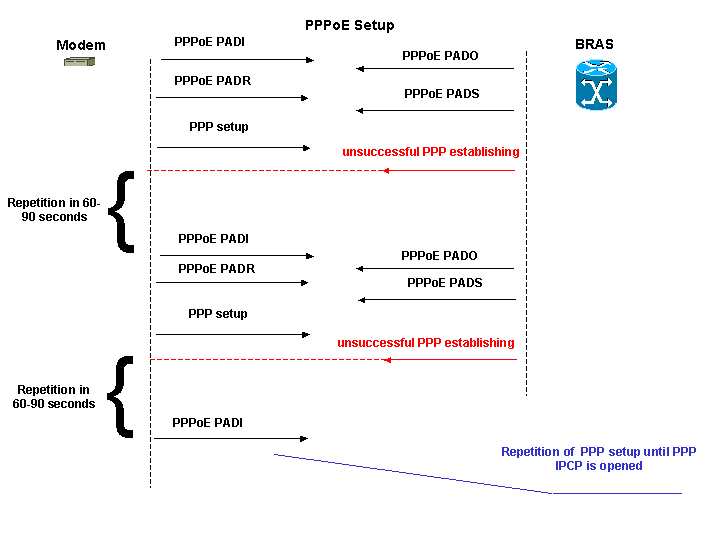 PPPoE Setup
Modem
PPPoE PADI
BRAS
PPPoE PADO
PPPoE PADR
PPPoE PADS
PPP setup
unsuccessful PPP establishing
Repetition in 60-
90 seconds
{
PPPoE PADI
PPPoE PADO
PPPoE PADR
PPPoE PADS
PPP setup
unsuccessful PPP establishing
Repetition in
60-90 seconds
{
PPPoE PADI
Repetition of PPP setup until PPP
IPCP is opened